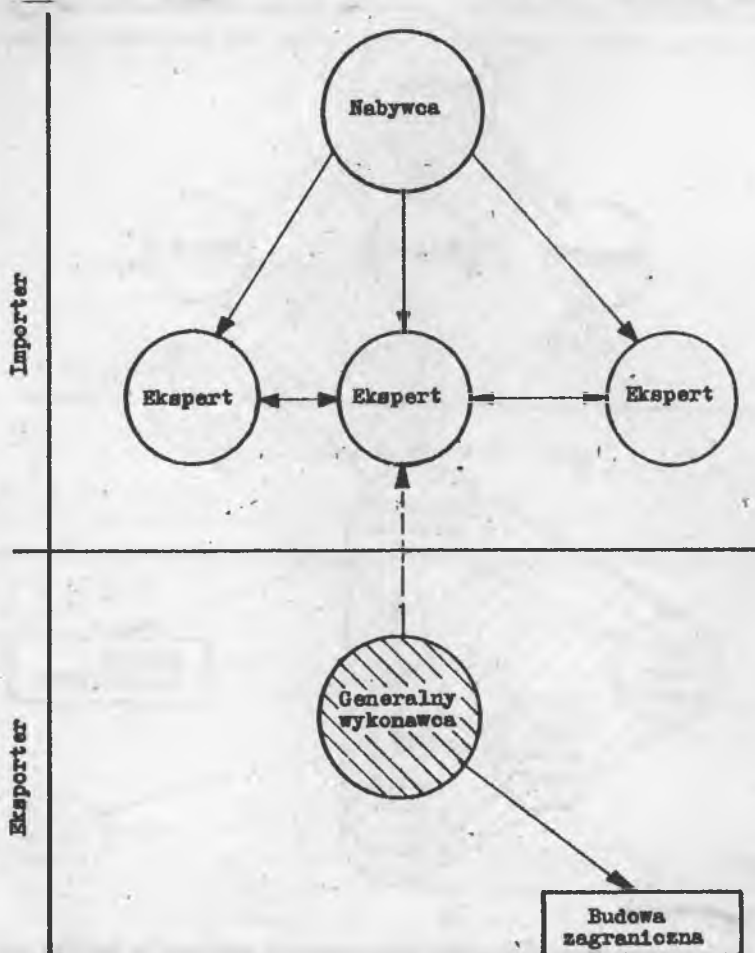 Nabywca
Importer
Ekspert
Ekspert
Ekspert
Generalny
wykonawca
Eksporter
Budowa
zagraniczna